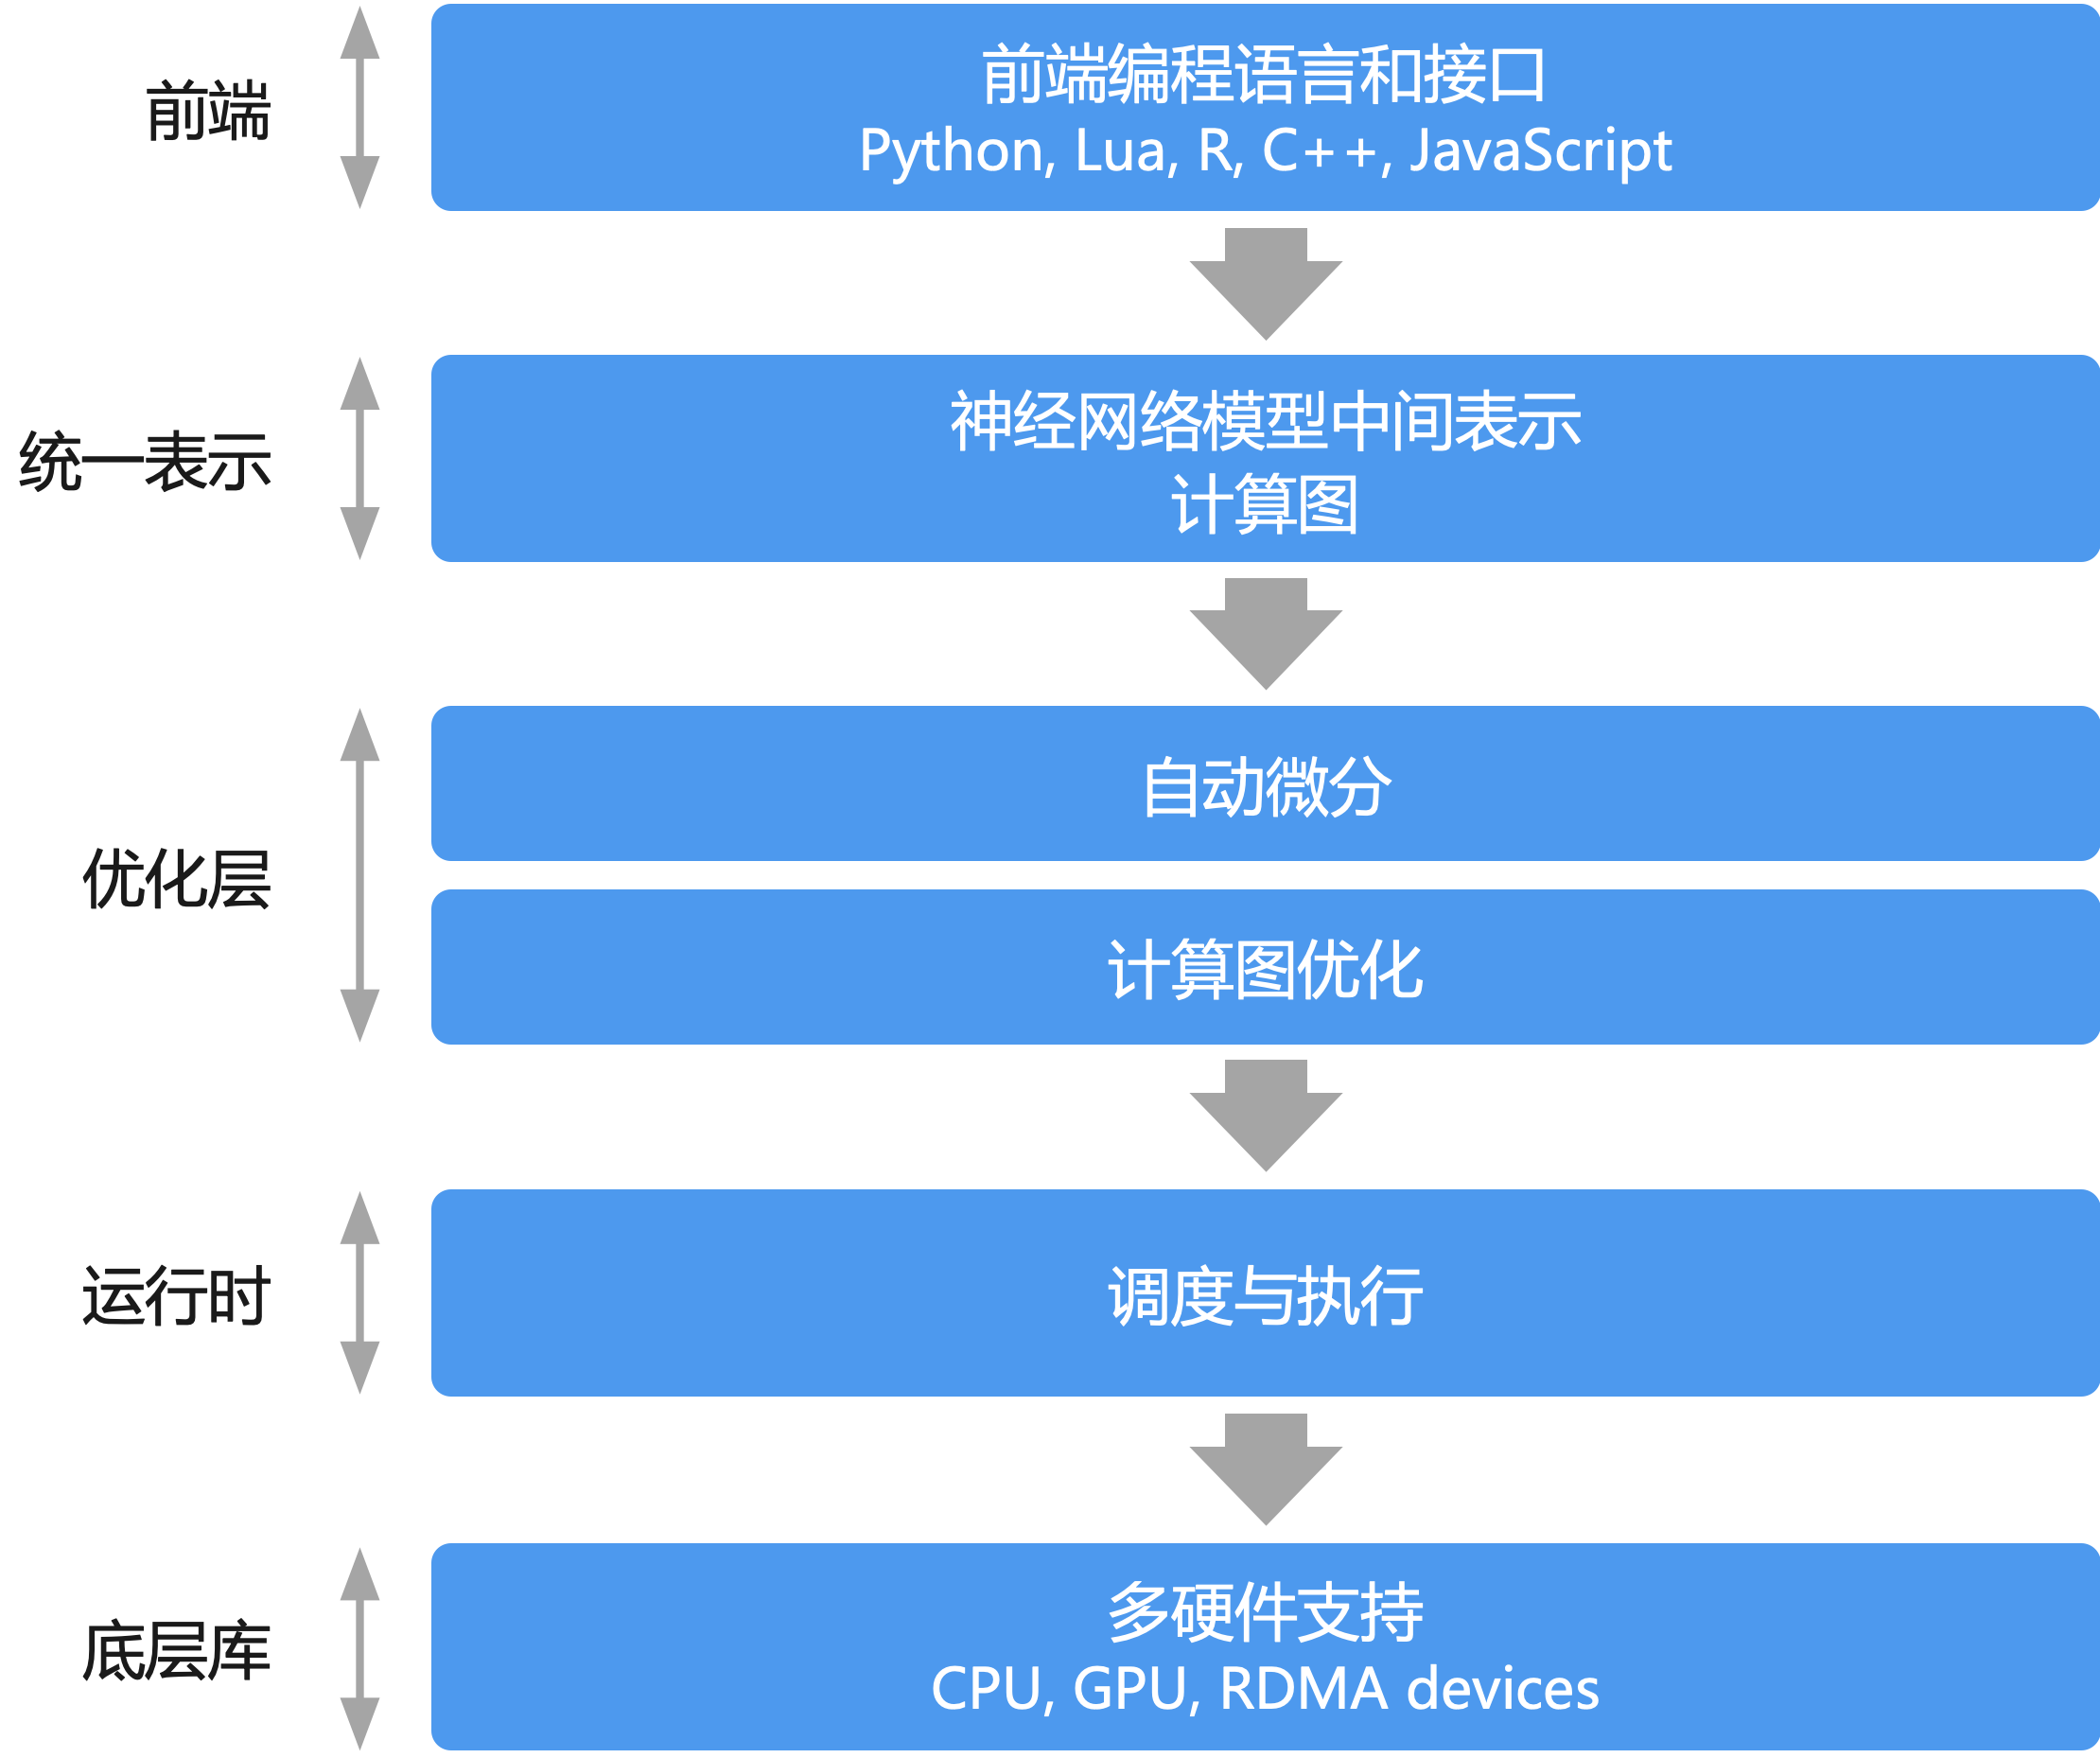 前端
前端编程语言和接口
Python, Lua, R, C++, JavaScript
统一表示
神经网络模型中间表示
计算图
优化层
自动微分
计算图优化
运行时
调度与执行
底层库
多硬件支持
CPU, GPU, RDMA devices